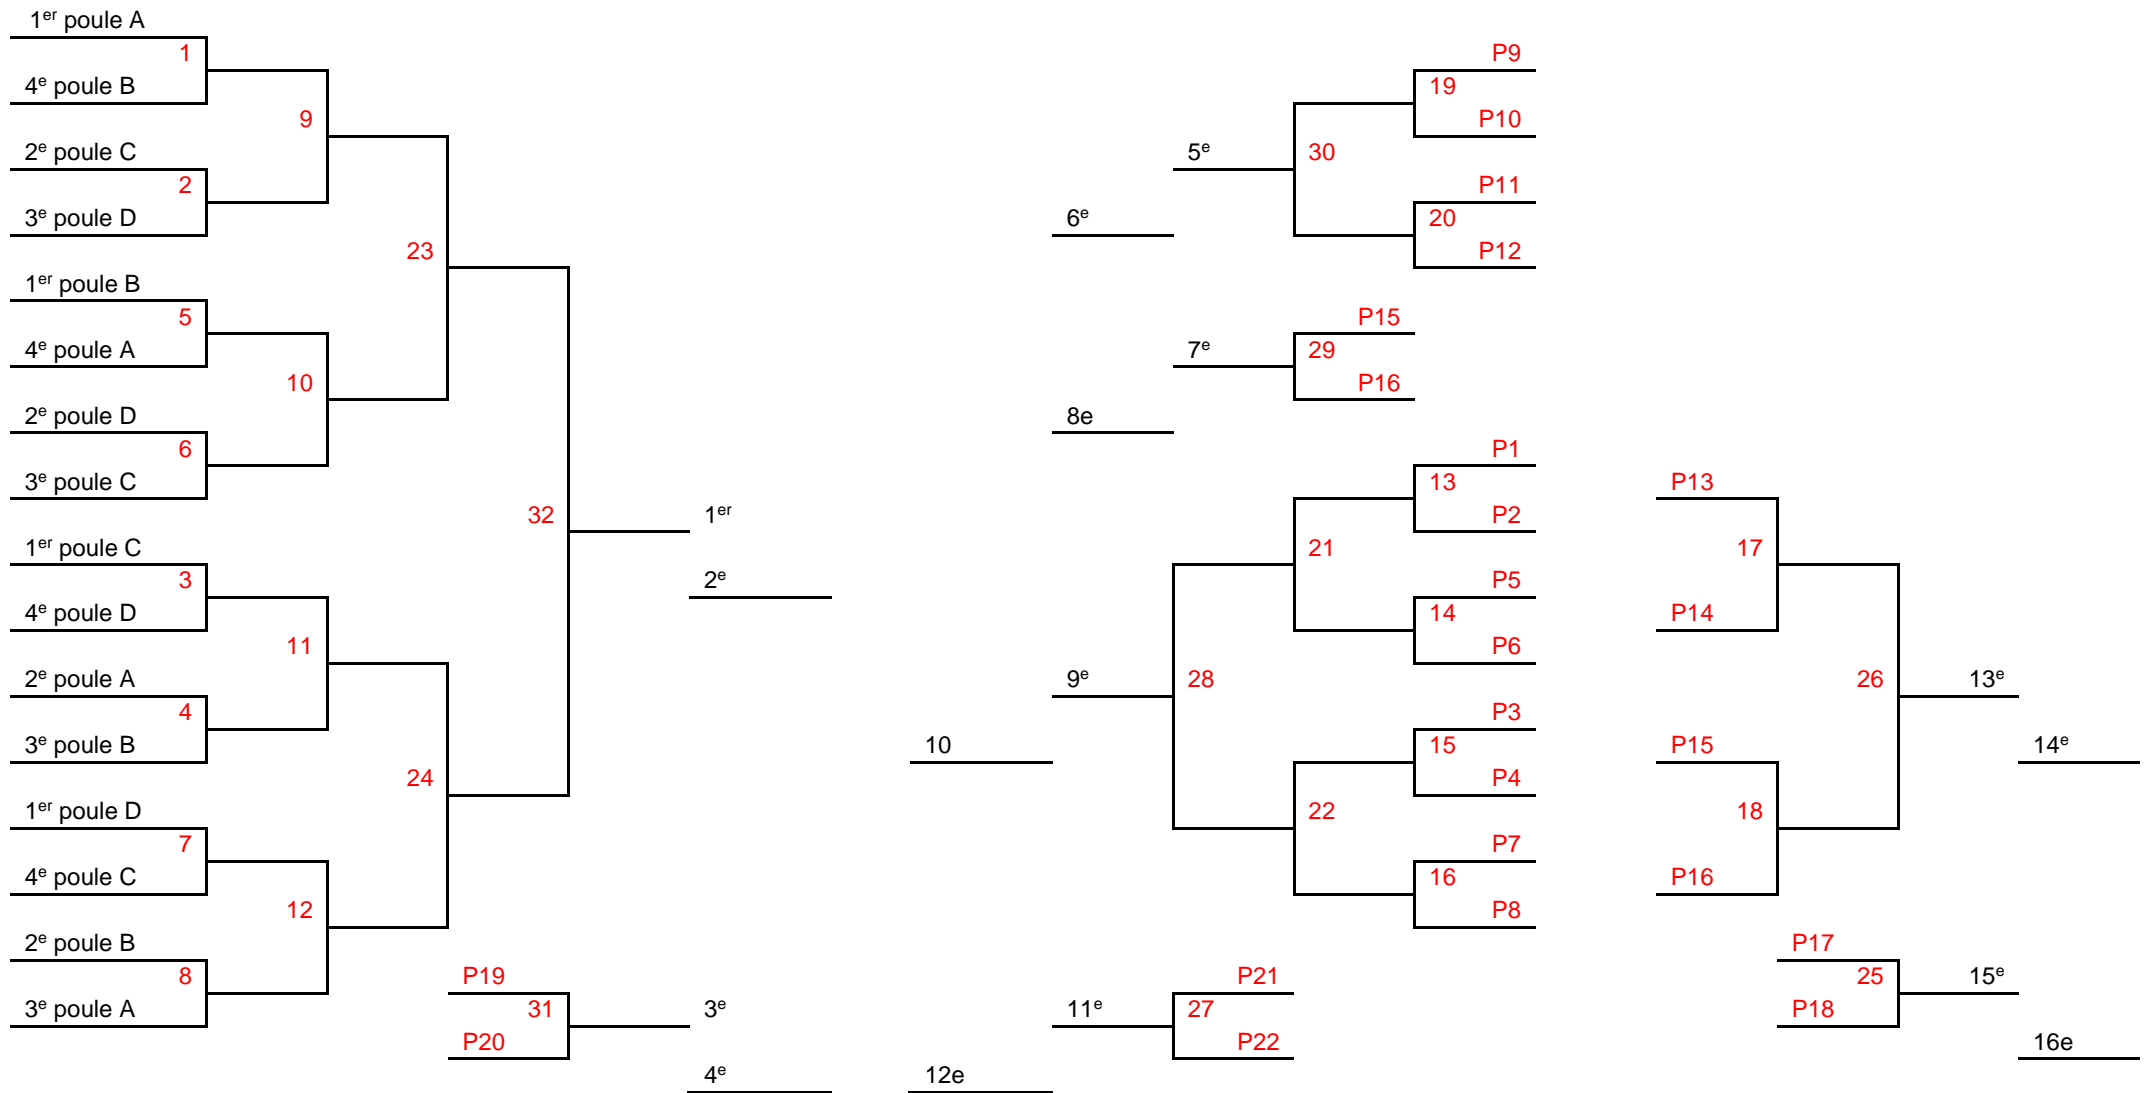 1er poule A
1
4e poule B
9
2e poule C
2
3e poule D
23
1er poule B
5
4e poule A
10
2e poule D
6
3e poule C
32
1er
2e
1er poule C
3
4e poule D
11
2e poule A
4
3e poule B
24
1er poule D
7
4e poule C
12
2e poule B
8
3e poule A
P19
31
P20
3e
4e
P9
19
P10
5e
30
P11
6e
20
P12
P15
7e
29
P16
8e
P1
13
P2
21
P5
14
P6
9e
28
P3
10
15
P4
22
P7
16
P8
P21
11e
27
P22
12e
P13
17
P14
26
13e
P15
14e
18
P16
P17
25
15e
P18
16e